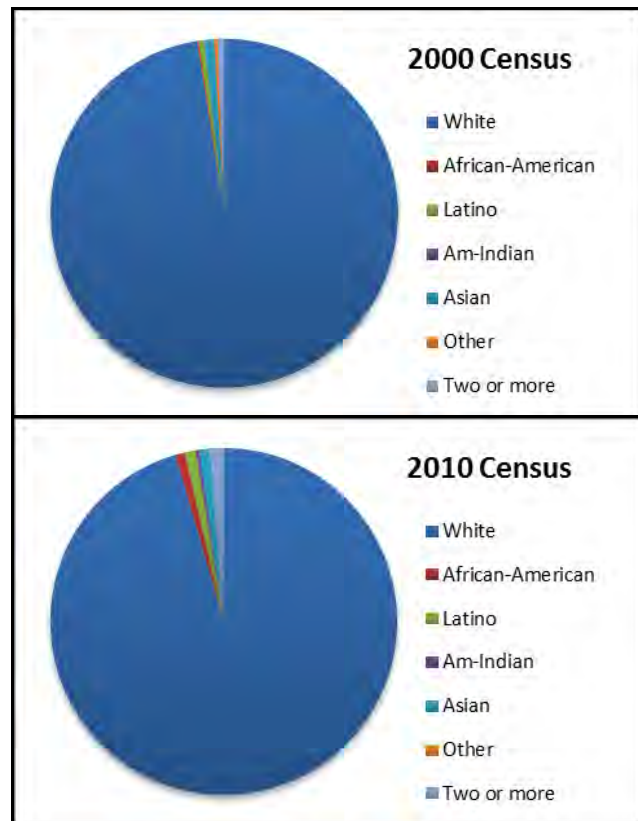 2000 Census
White
African-American
Latino
Am-Indian
Asian
Other
Two or more
2010 Census
White
African-American
Latino
Am-Indian
Asian
Other
Two or more